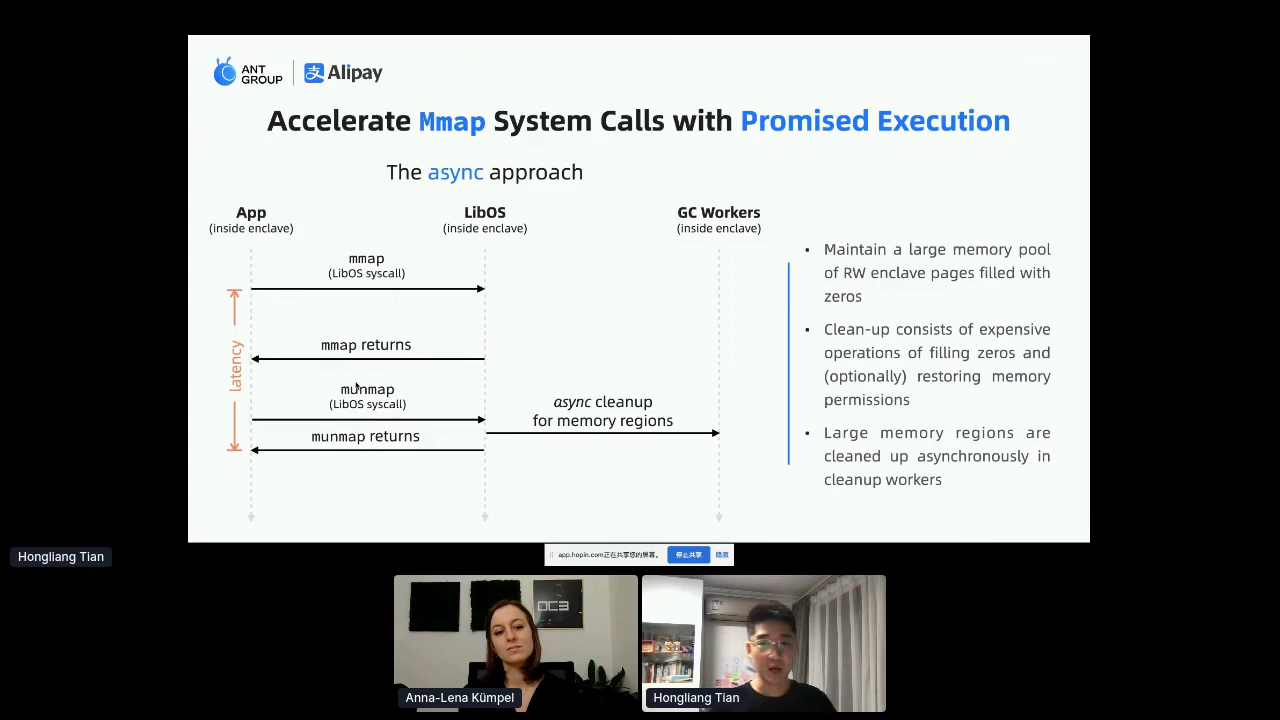 ANT
GROUP
支 Alipay
Accelerate Mmap System Calls with Promised Execution
The async approach
App
(inside enclave)
LibOS
(inside enclave)
GC Workers
(inside enclave)
mmap
(LibOS syscall)
mmap returns
munmap
(LibOS syscall)
munmap returns
latency
async cleanup
for memory regions
• Maintain a large memory pool
of RW enclave pages filled with
zeros
• Clean-up consists of expensive
operations of filling zeros and
(optionally) restoring memory
permissions
• Large memory regions are
cleaned up asynchronously in
cleanup workers
app.hopin.com正在共享您的屏幕。 停止共享 隐藏
Hongliang Tian
OC3
Anna-Lena Kümpel
Hongliang Tian